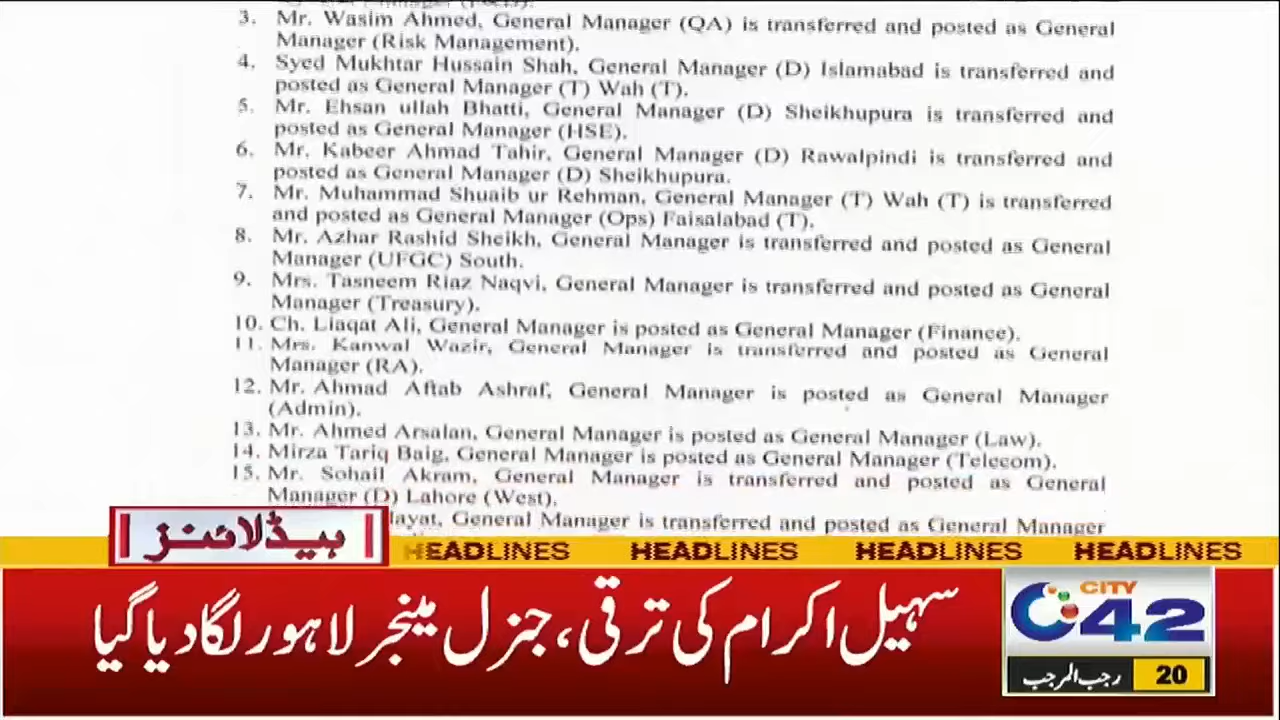 3. Mr. Wasim Ahmed, General Manager (QA) is transferred and posted as General
Manager (Risk Management).
4. Syed Mukhtar Hussain Shah, General Manager (D) Islamabad is transferred and
posted as General Manager (T) Wah (T).
5. Mr. Ehsan ullah Bhatti, General Manager (D) Sheikhupura is transferred and
posted as General Manager (HSE).
6. Mr. Kabeer Ahmad Tahir, General Manager (D) Rawalpindi is transferred and
posted as General Manager (D) Sheikhupura.
7. Mr. Muhammad Shuaib ur Rehman, General Manager (T) Wah (T) is transferred
and posted as General Manager (Ops) Faisalabad (T).
8. Mr. Azhar Rashid Sheikh, General Manager is transferred and posted as General
Manager (UFGC) South.
9. Mrs. Tasneem Riaz Naqvi, General Manager is transferred and posted as General
Manager (Treasury).
10. Ch. Liaqat Ali, General Manager is posted as General Manager (Finance).
11. Mrs. Kanwal Wazir, General Manager is transferred and posted as General
Manager (RA).
12. Mr. Ahmad Aftab Ashraf, General Manager is posted as General Manager
(Admin).
13. Mr. Ahmed Arsalan, General Manager is posted as General Manager (Law).
14. Mirza Tariq Baig, General Manager is posted as General Manager (Telecom).
15. Mr. Sohail Akram, General Manager is transferred and posted as General
Manager (D) Lahore (West).
General Manager is transferred and posted as General Manager
ہیڈلائنز
HEADLINES HEADLINES HEADLINES HEADLINES
سہیل اکرام کی ترقی، جنرل مینجر لاہور لگا دیا گیا
CITY
42
20 رجب المرجب